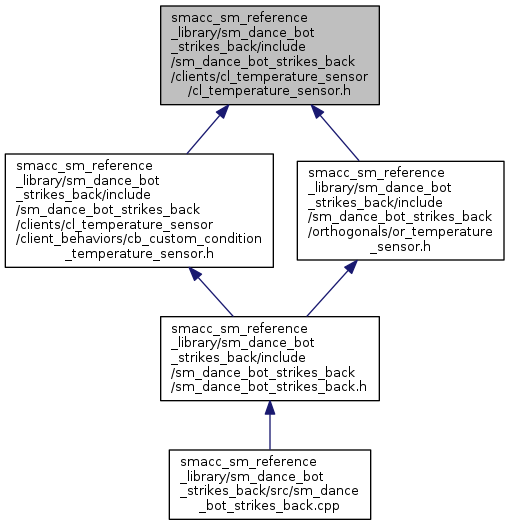 smacc_sm_reference
_library/sm_dance_bot
_strikes_back/include
/sm_dance_bot_strikes_back
/clients/cl_temperature_sensor
/cl_temperature_sensor.h
smacc_sm_reference
_library/sm_dance_bot
_strikes_back/include
/sm_dance_bot_strikes_back
/clients/cl_temperature_sensor
/client_behaviors/cb_custom_condition
_temperature_sensor.h
smacc_sm_reference
_library/sm_dance_bot
_strikes_back/include
/sm_dance_bot_strikes_back
/orthogonals/or_temperature
_sensor.h
smacc_sm_reference
_library/sm_dance_bot
_strikes_back/include
/sm_dance_bot_strikes_back
/sm_dance_bot_strikes_back.h
smacc_sm_reference
_library/sm_dance_bot
_strikes_back/src/sm_dance
_bot_strikes_back.cpp